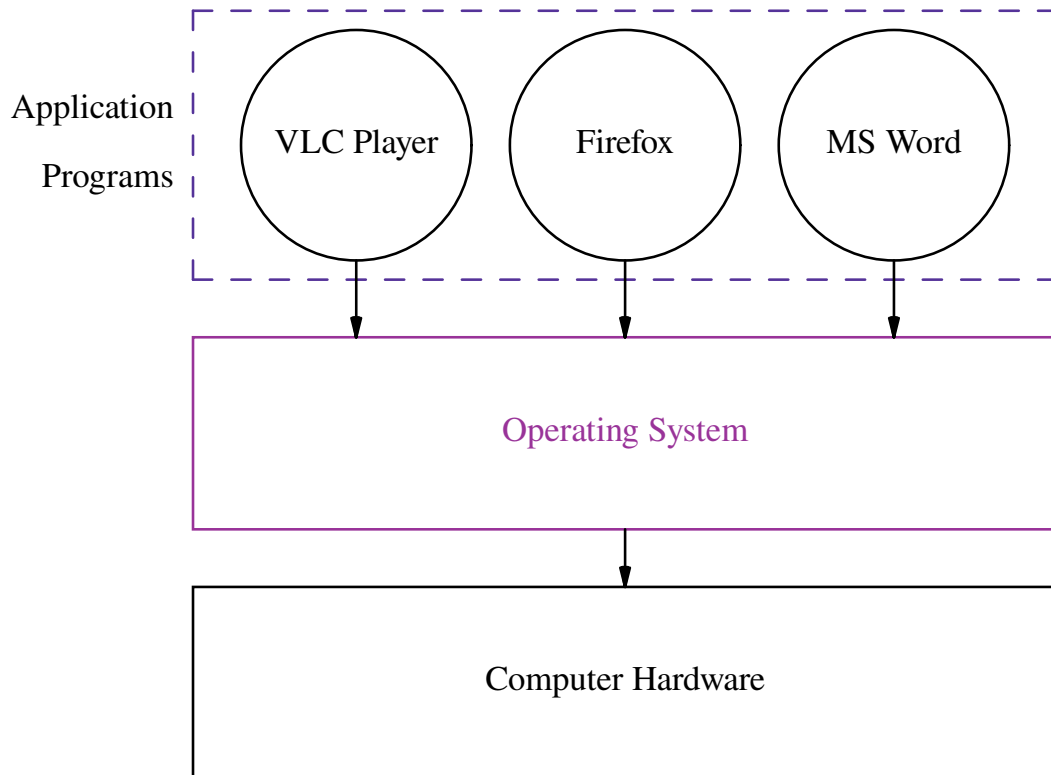 Application
Programs
VLC Player
Firefox
MS Word
Operating System
Computer Hardware